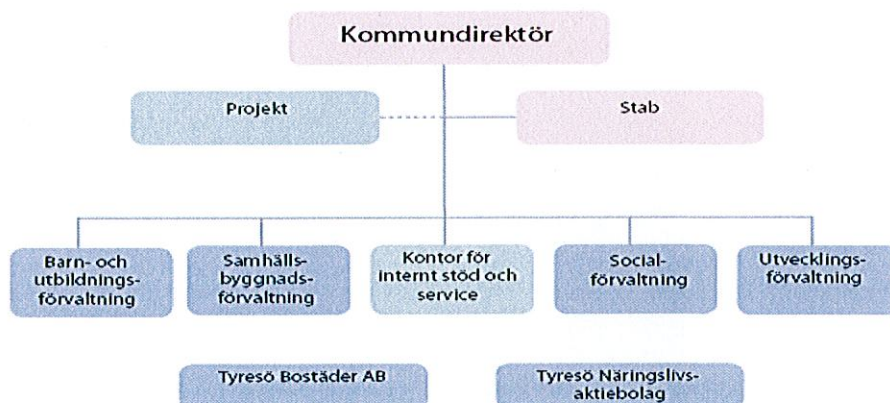 Kommundirektör
Projekt
Stab
Barn- och
utbildnings-
förvaltning
Samhälls-
byggnads-
förvaltning
Kontor för
internt stöd och
service
Social-
förvaltning
Utvecklings-
förvaltning
Tyresö Bostäder AB
Tyresö Näringslivs-
aktiebolag